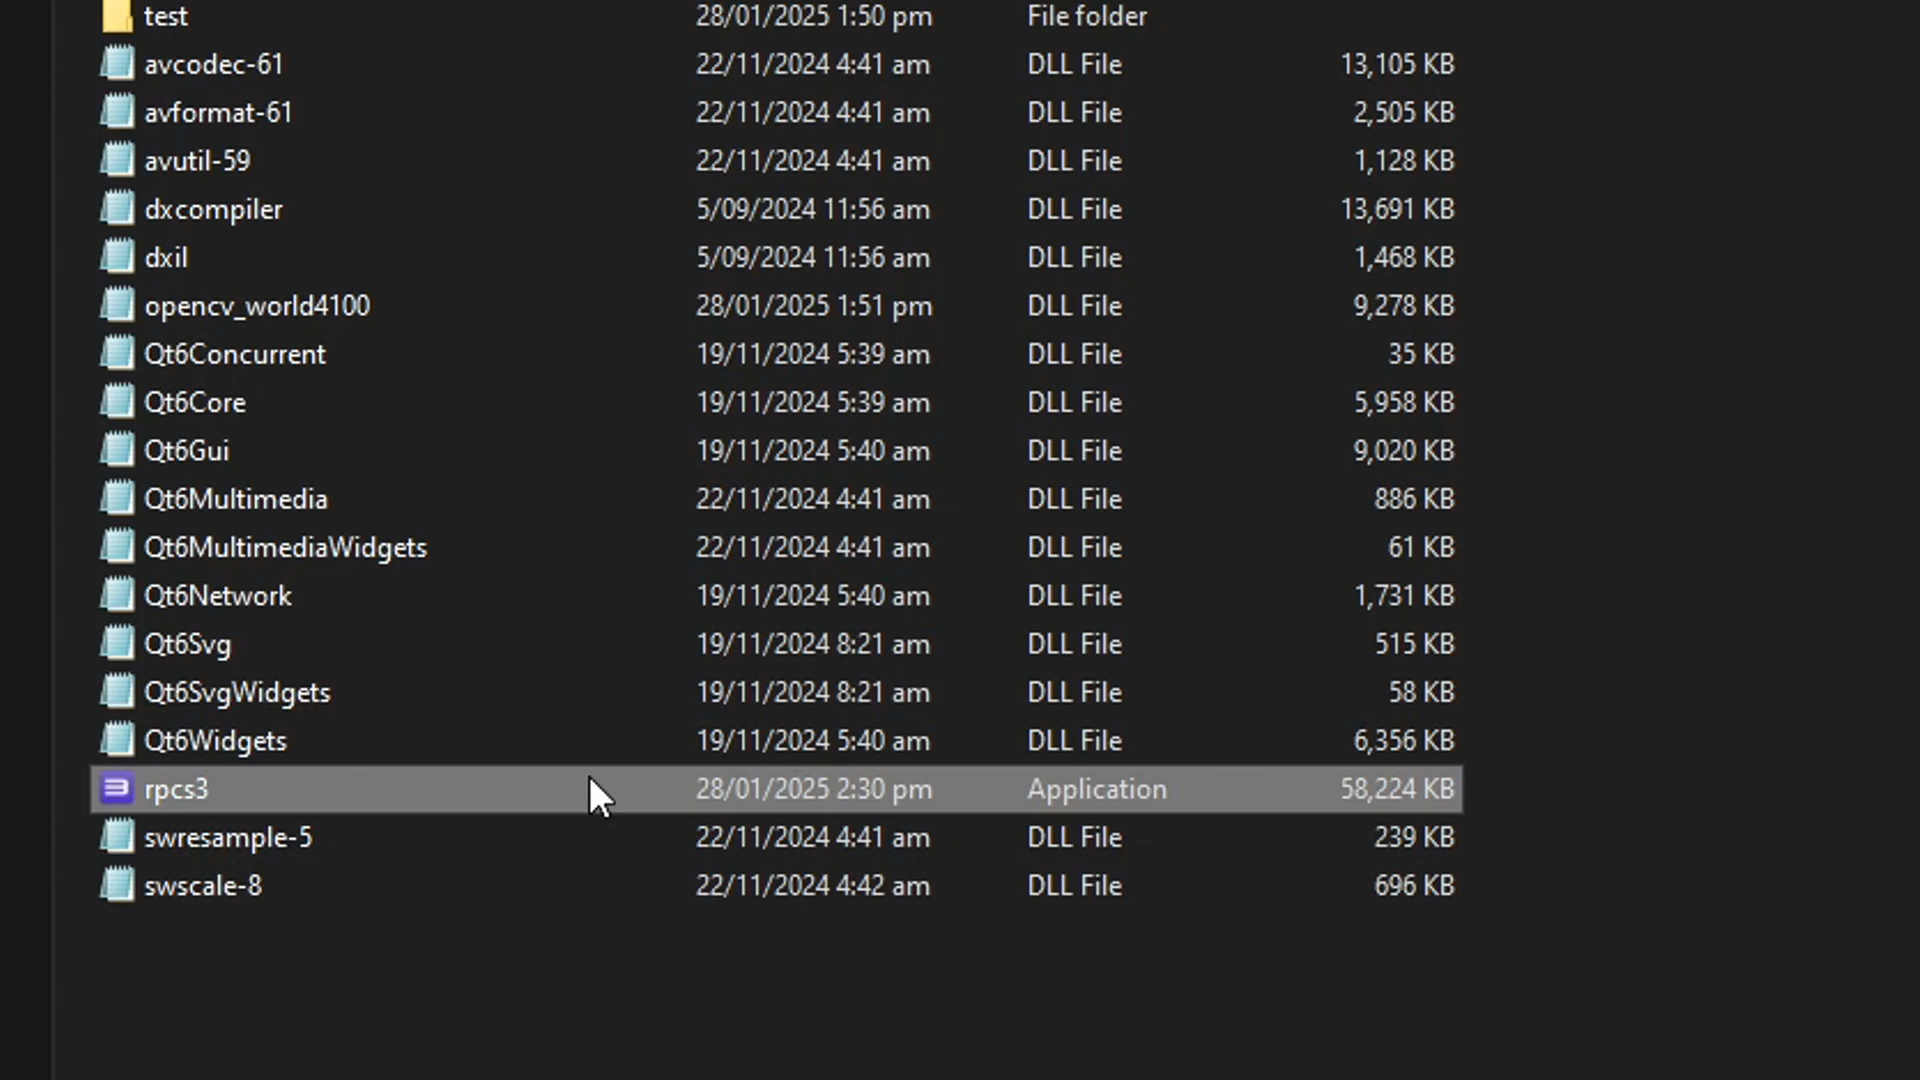 test 28/01/2025 1:50 pm File folder
avcodec-61 22/11/2024 4:41 am DLL File 13,105 KB
avformat-61 22/11/2024 4:41 am DLL File 2,505 KB
avutil-59 22/11/2024 4:41 am DLL File 1,128 KB
dxcompiler 5/09/2024 11:56 am DLL File 13,691 KB
dxil 5/09/2024 11:56 am DLL File 1,468 KB
opencv_world4100 28/01/2025 1:51 pm DLL File 9,278 KB
Qt6Concurrent 19/11/2024 5:39 am DLL File 35 KB
Qt6Core 19/11/2024 5:39 am DLL File 5,958 KB
Qt6Gui 19/11/2024 5:40 am DLL File 9,020 KB
Qt6Multimedia 22/11/2024 4:41 am DLL File 886 KB
Qt6MultimediaWidgets 22/11/2024 4:41 am DLL File 61 KB
Qt6Network 19/11/2024 5:40 am DLL File 1,731 KB
Qt6Svg 19/11/2024 8:21 am DLL File 515 KB
Qt6SvgWidgets 19/11/2024 8:21 am DLL File 58 KB
Qt6Widgets 19/11/2024 5:40 am DLL File 6,356 KB
rpcs3 28/01/2025 2:30 pm Application 58,224 KB
swresample-5 22/11/2024 4:41 am DLL File 239 KB
swscale-8 22/11/2024 4:42 am DLL File 696 KB